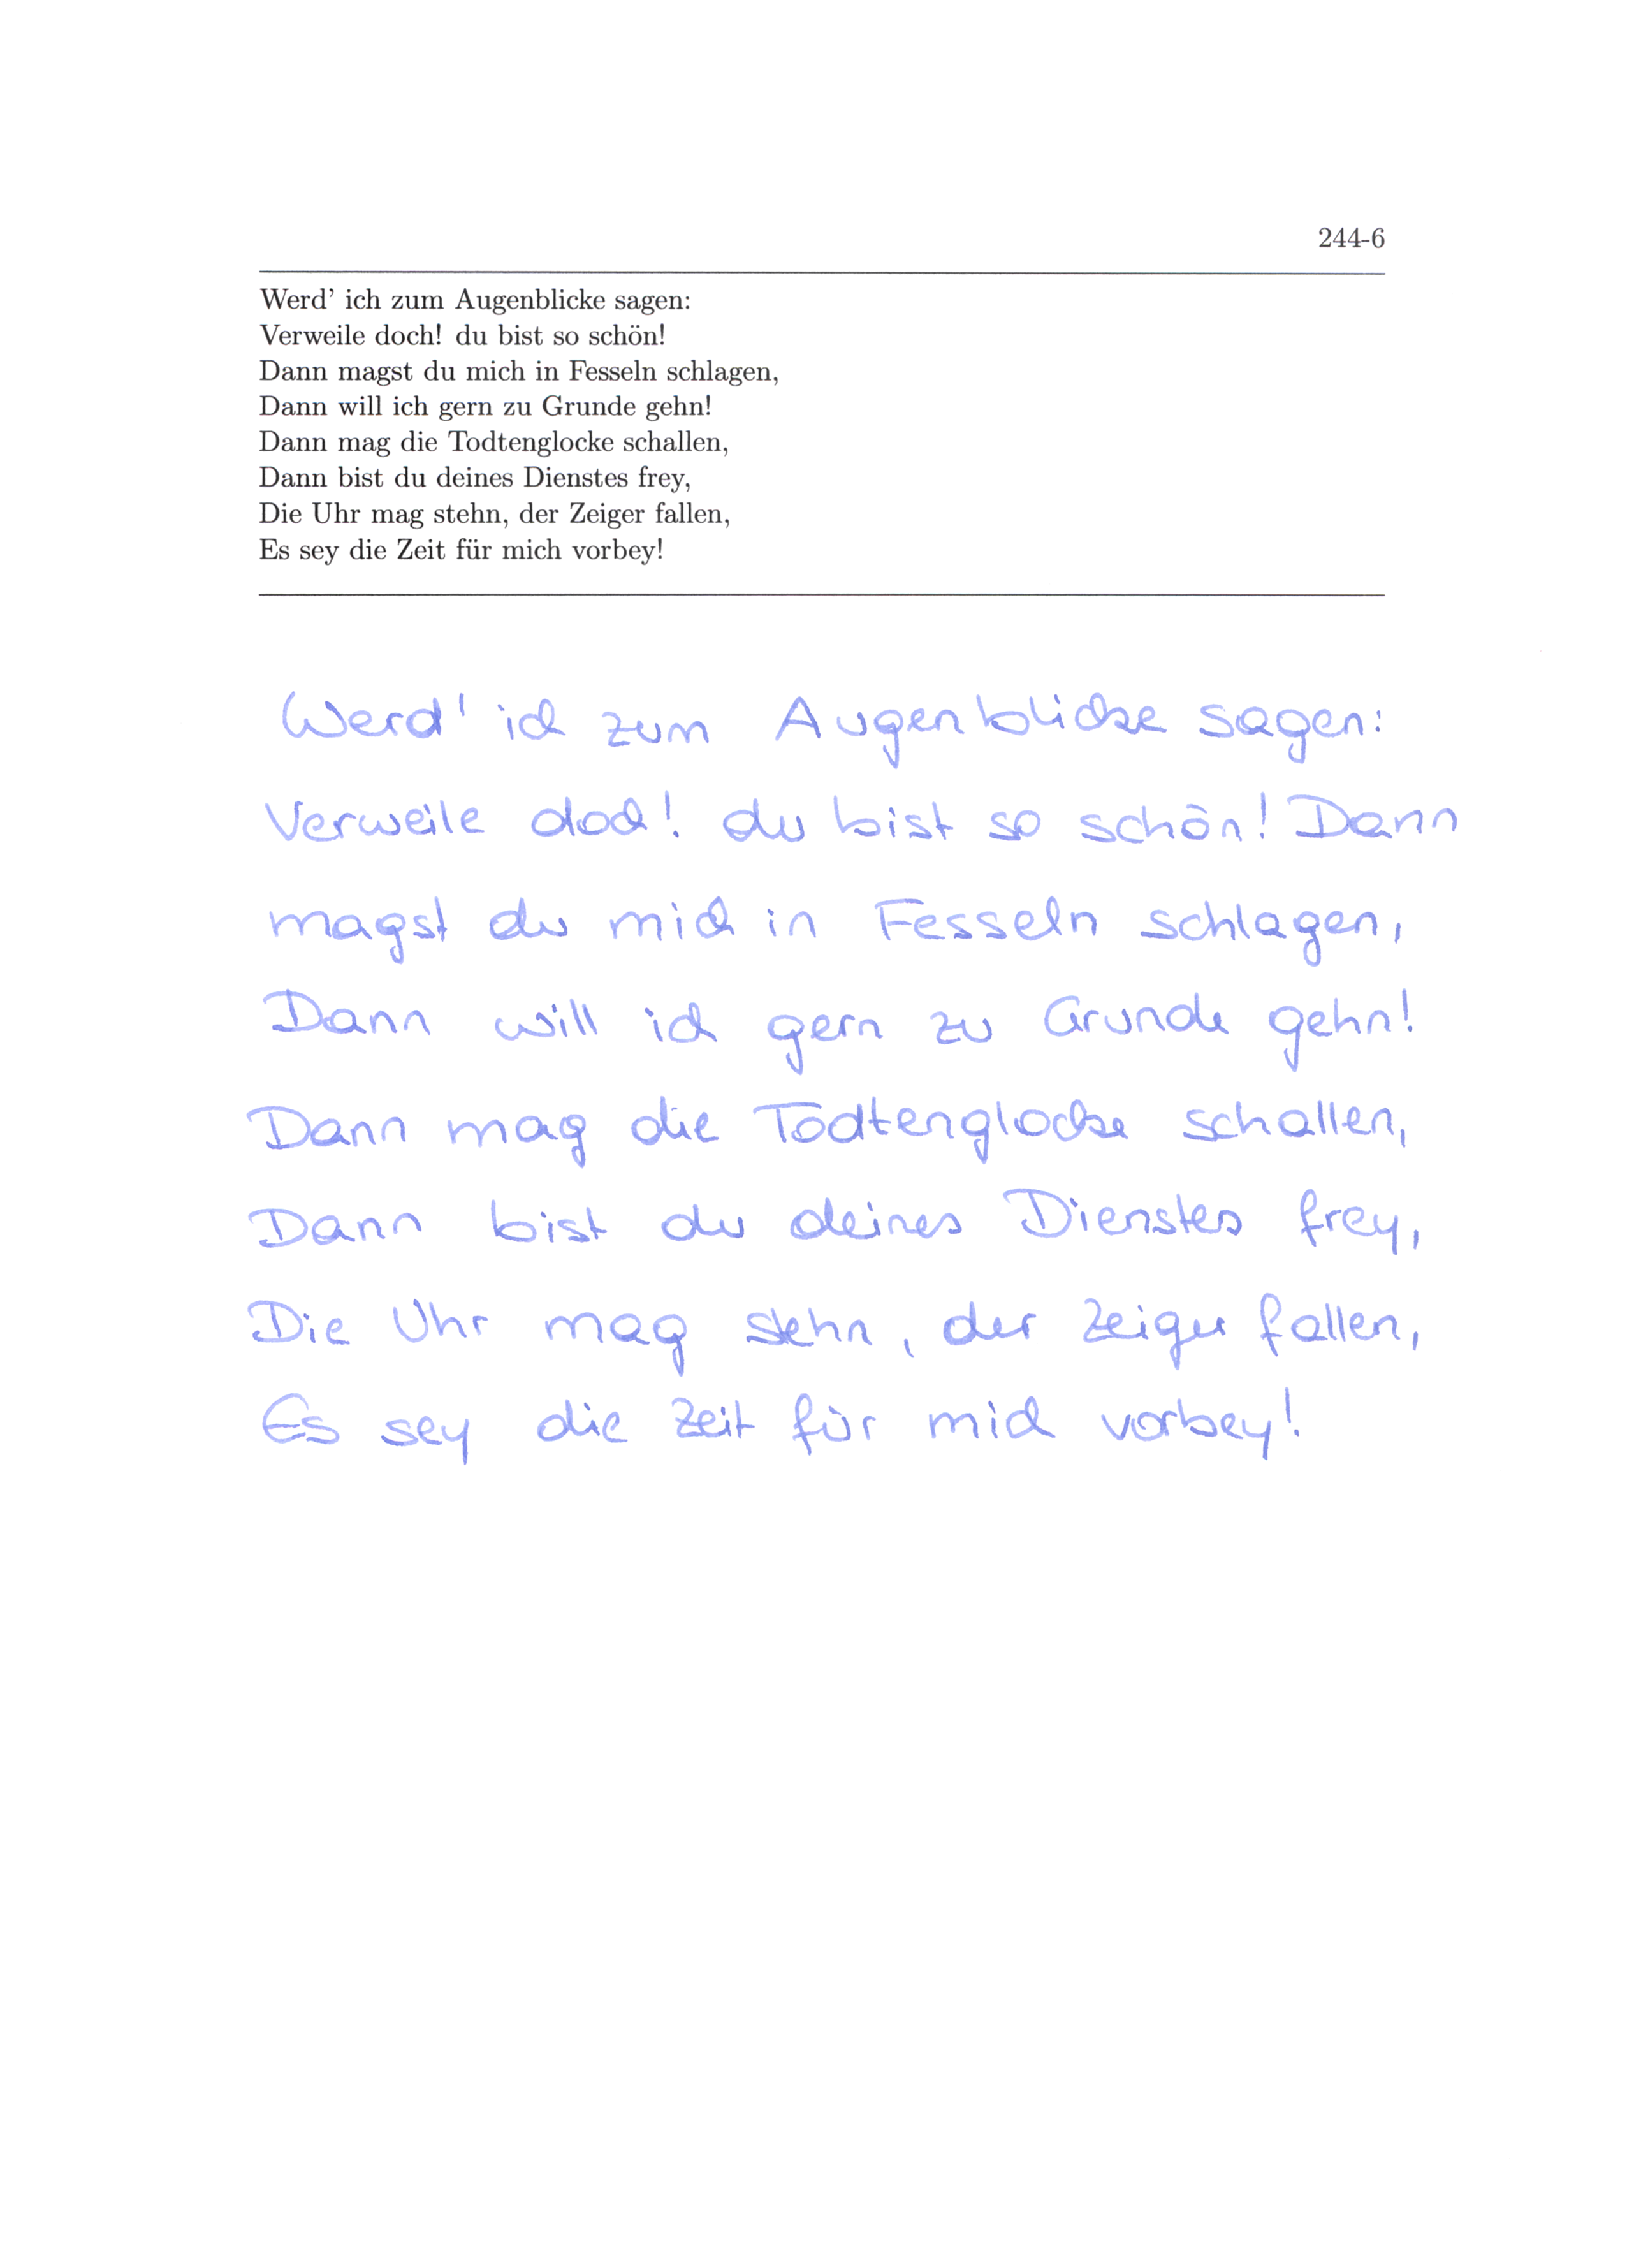 244-6
Werd' ich zum Augenblicke sagen:
Verweile doch! du bist so schön!
Dann magst du mich in Fesseln schlagen,
Dann will ich gern zu Grunde gehn!
Dann mag die Todtenglocke schallen,
Dann bist du deines Dienstes frey,
Die Uhr mag stehn, der Zeiger fallen,
Es sey die Zeit für mich vorbey!
Werd' ich zum Augenblicke sagen:
Verweile doch! du bist so schön! Dann
magst du mich in Fesseln schlagen,
Dann will ich gern zu Grunde gehn!
Dann mag die Todtenglocke schallen,
Dann bist du deines Dienstes frey,
Die Uhr mag stehn, der Zeiger fallen,
Es sey die Zeit für mich vorbey!